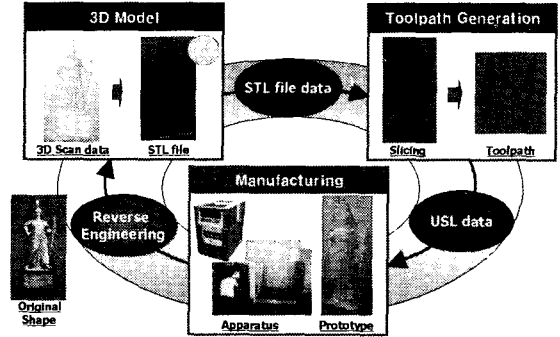 3D Model
3D Scan data
STL file
STL file data
Toolpath Generation
Slicing
Toolpath
USL data
Manufacturing
Apparatus
Prototype
Reverse
Engineering
Original
Shape